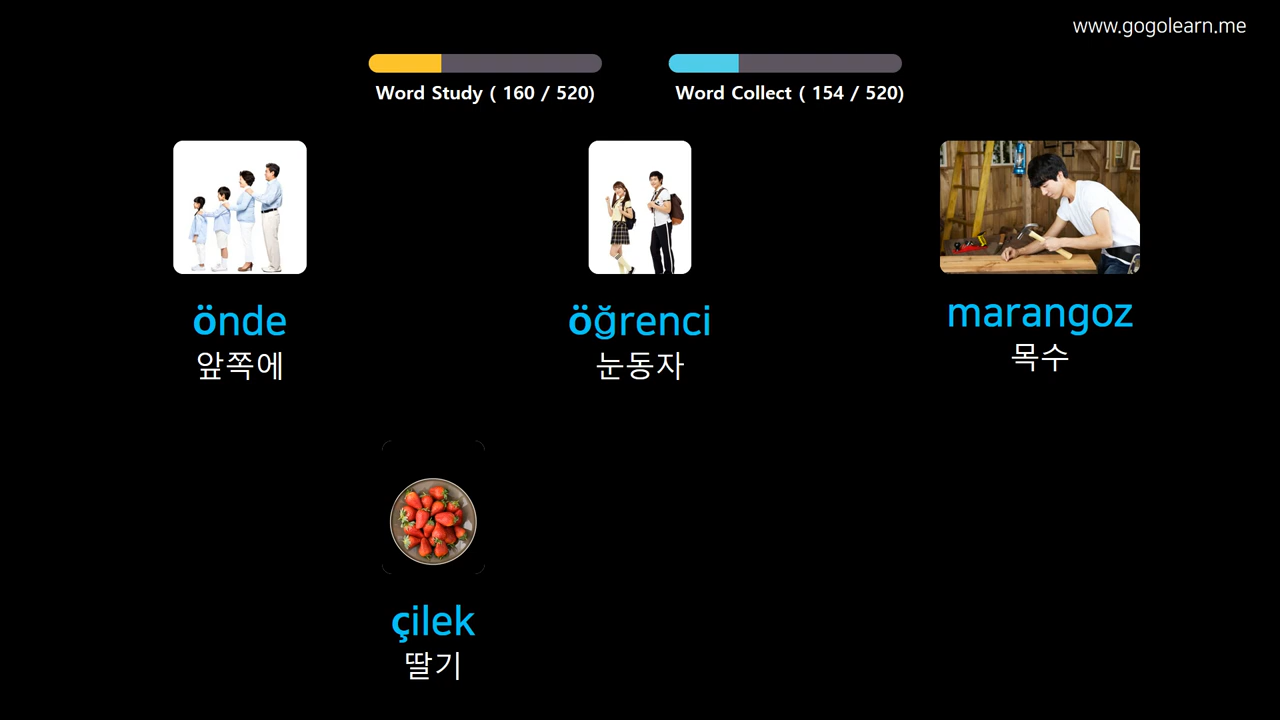 www.gogolearn.me
Word Study ( 160 / 520)
Word Collect ( 154 / 520)
önde
앞쪽에
öğrenci
눈동자
marangoz
목수
çilek
딸기